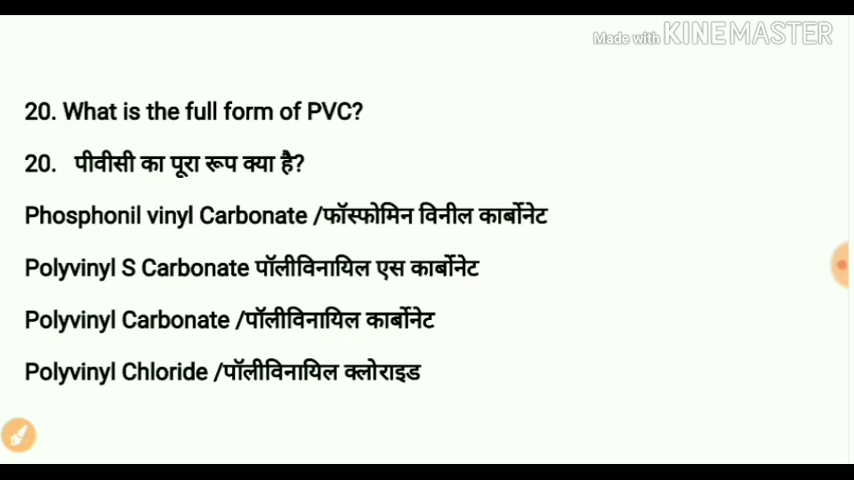 Made with KINEMASTER
20. What is the full form of PVC?
20. पीवीसी का पूरा रूप क्या है?
Phosphonil vinyl Carbonate /फॉस्फोमिन विनील कार्बोनेट
Polyvinyl S Carbonate पॉलीविनायिल एस कार्बोनेट
Polyvinyl Carbonate /पॉलीविनायिल कार्बोनेट
Polyvinyl Chloride /पॉलीविनायिल क्लोराइड